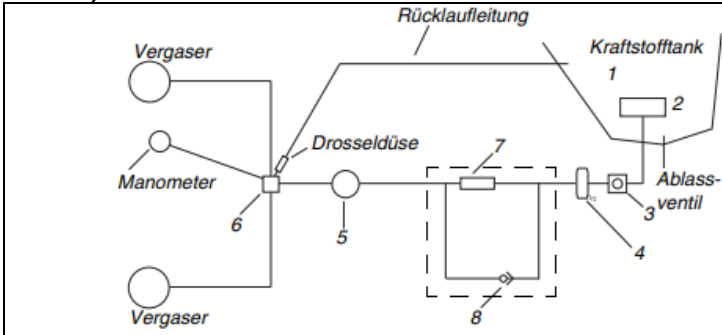 Rücklaufleitung
Vergaser
Kraftstofftank
1
2
Drosseldüse
7
Manometer
6
5
4
3
Ablass-
ventil
8
Vergaser